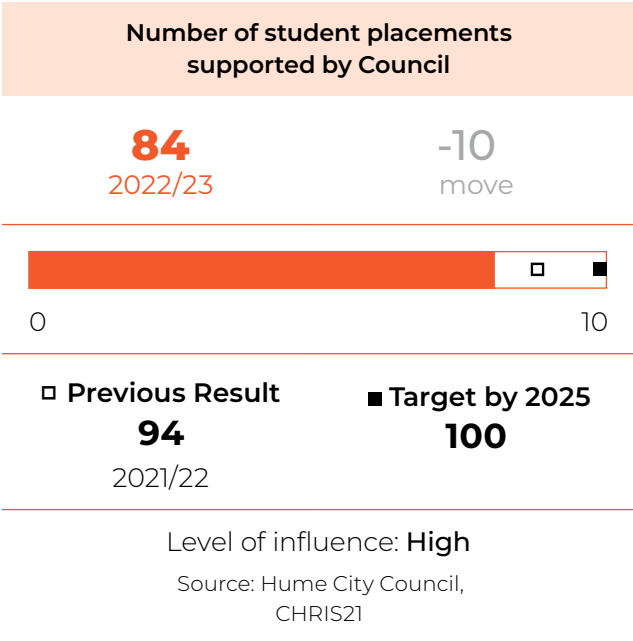 Number of student placements
supported by Council
84
2022/23
-10
move
0
10
Previous Result
94
2021/22
Target by 2025
100
Level of influence: High
Source: Hume City Council,
CHRIS21